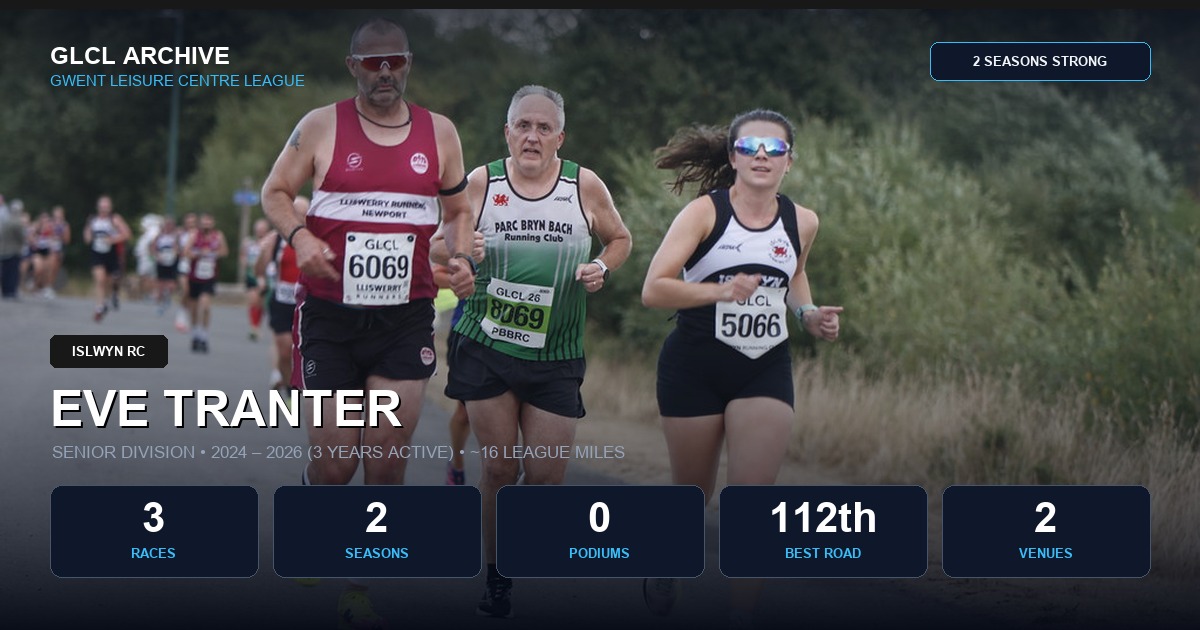 GLCL ARCHIVE
GWENT LEISURE CENTRE LEAGUE
2 SEASONS STRONG
LLISWERRY RUNNERS
NEWPORT
GLCL
6069
LLISWERRY
RUNNERS
PARC BRYN BACH
Running Club
GLCL 26
8069
PBBRC
GLCL
5066
ISLWYN RC
EVE TRANTER
SENIOR DIVISION • 2024 – 2026 (3 YEARS ACTIVE) • ~16 LEAGUE MILES
3
RACES
2
SEASONS
0
PODIUMS
112th
BEST ROAD
2
VENUES